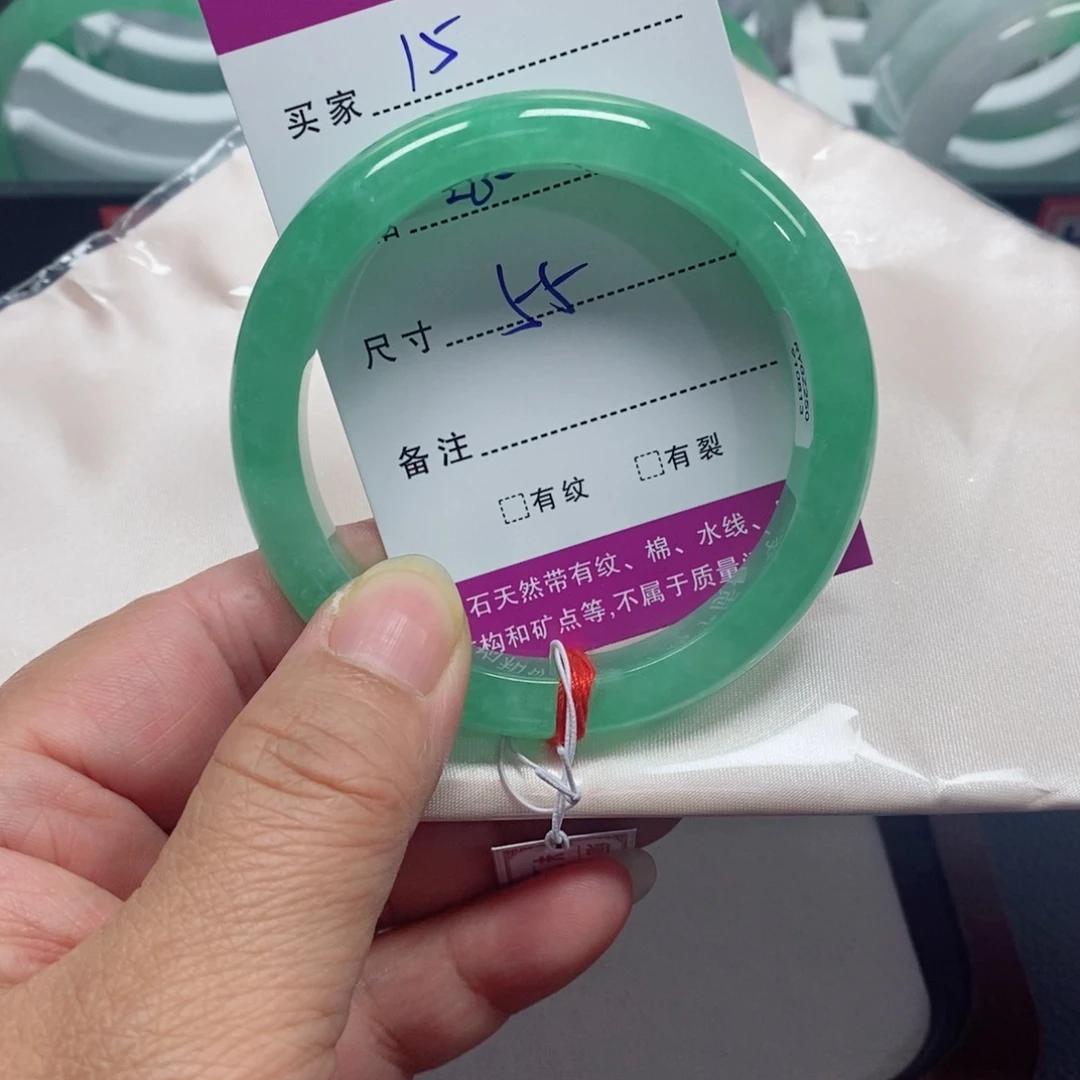 买家 15
尺寸 55
备注
有纹 有裂
石天然带有纹、棉、水线、
构和矿点等,不属于质量